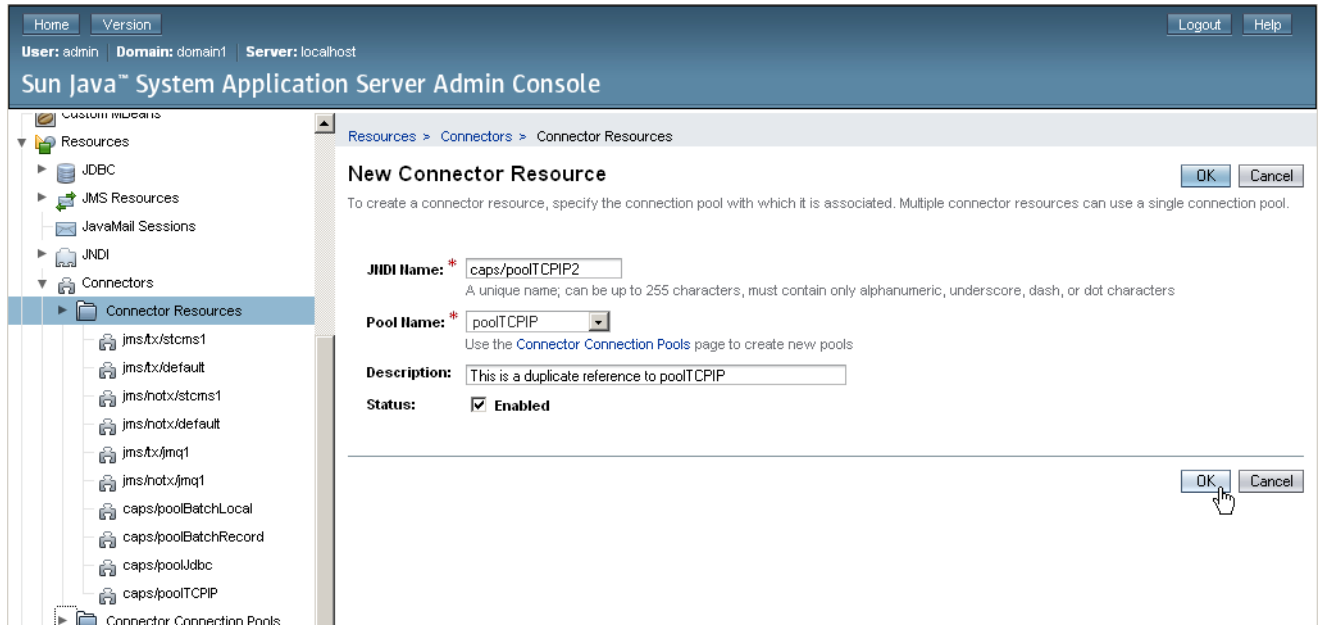 Home Version Logout Help
User: admin Domain: domain1 Server: localhost
Sun Java™ System Application Server Admin Console
Custom MBeans
Resources
JDBC
JMS Resources
JavaMail Sessions
JNDI
Connectors
Connector Resources
jms/tx/stcms1
jms/tx/default
jms/notx/stcms1
jms/notx/default
jms/tx/jmq1
jms/notx/jmq1
caps/poolBatchLocal
caps/poolBatchRecord
caps/poolJdbc
caps/poolTCPIP
Connector Connection Pools
Resources > Connectors > Connector Resources
New Connector Resource OK Cancel
To create a connector resource, specify the connection pool with which it is associated. Multiple connector resources can use a single connection pool.
JNDI Name: * caps/poolTCPIP2
A unique name; can be up to 255 characters, must contain only alphanumeric, underscore, dash, or dot characters
Pool Name: * poolTCPIP
Use the Connector Connection Pools page to create new pools
Description: This is a duplicate reference to poolTCPIP
Status: Enabled
OK Cancel